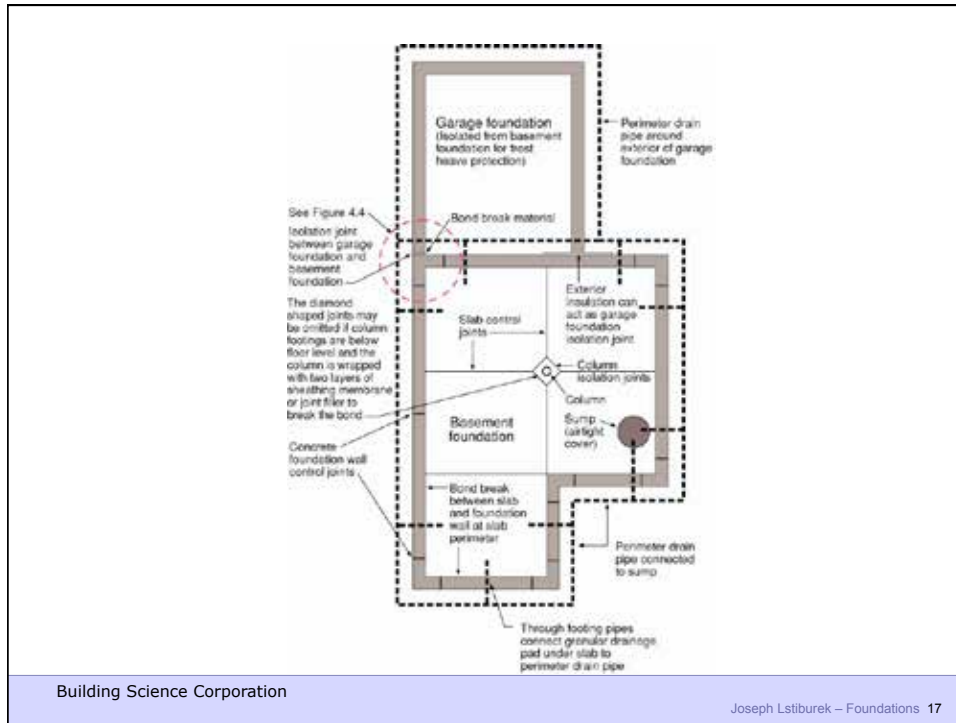 Garage foundation
(Isolated from basement
foundation for frost
heave protection)
Perimeter drain
pipe around
exterior of garage
foundation
See Figure 4.4
Bond break material
Isolation joint
between garage
foundation and
basement
foundation
Exterior
insulation can
act as garage
foundation
isolation joint
The diamond
shaped joints may
be omitted if column
footings are below
floor level and the
column is wrapped
with two layers of
sheathing membrane
or joint filler to
break the bond
Slab control
joints
Column
isolation joints
Column
Sump
(airtight
cover)
Basement
foundation
Concrete
foundation wall
control joints
Bond break
between slab
and foundation
wall at slab
perimeter
Perimeter drain
pipe connected
to sump
Through footing pipes
connect granular drainage
pad under slab to
perimeter drain pipe
Building Science Corporation
Joseph Lstiburek – Foundations 17